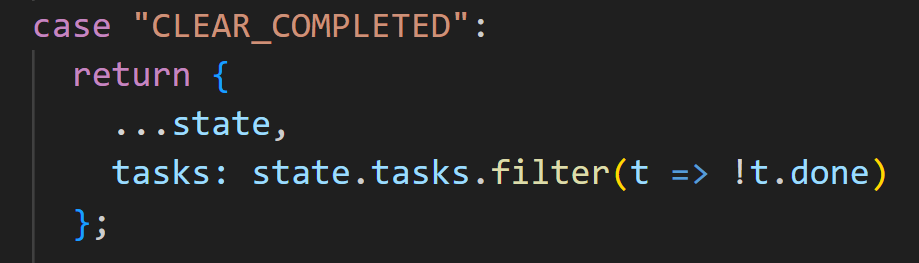 case "CLEAR_COMPLETED":
return {
...state,
tasks: state.tasks.filter(t => !t.done)
};